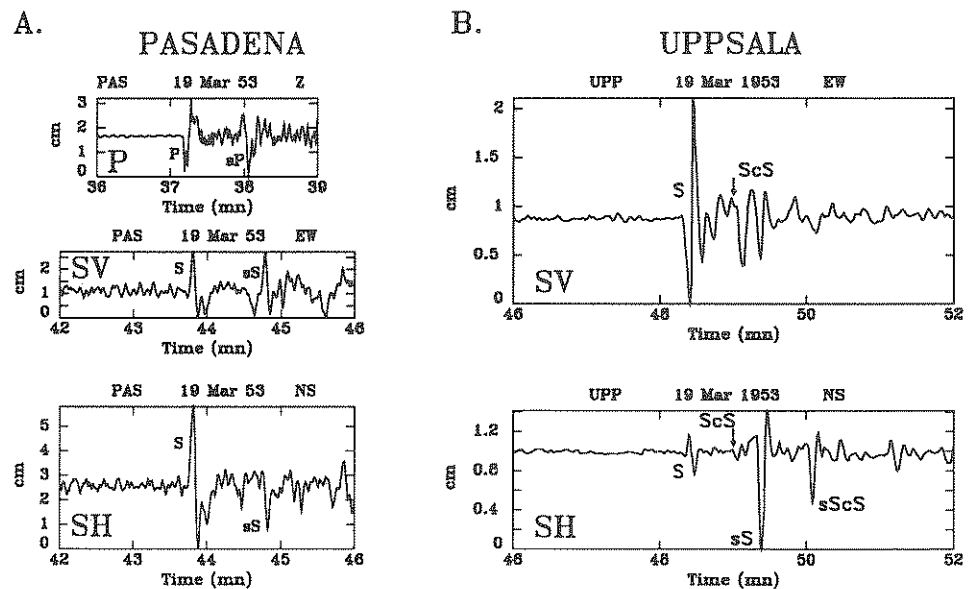 A.
PASADENA
PAS 19 Mar 53 Z
3
2
1
0
cm
P
P
sP
36 37 38 39
Time (mn)
PAS 19 Mar 53 EW
2
1
0
cm
SV
S
sS
42 43 44 45 46
Time (mn)
PAS 19 Mar 53 NS
5
4
3
2
1
0
cm
SH
S
sS
42 43 44 45 46
Time (mn)
B.
UPPSALA
UPP 19 Mar 1953 EW
2
1.5
1
0.5
0
cm
SV
S
ScS
46 48 50 52
Time (mn)
UPP 19 Mar 1953 NS
1.2
0.8
0.4
0
cm
SH
S
ScS
sS
sScS
46 48 50 52
Time (mn)